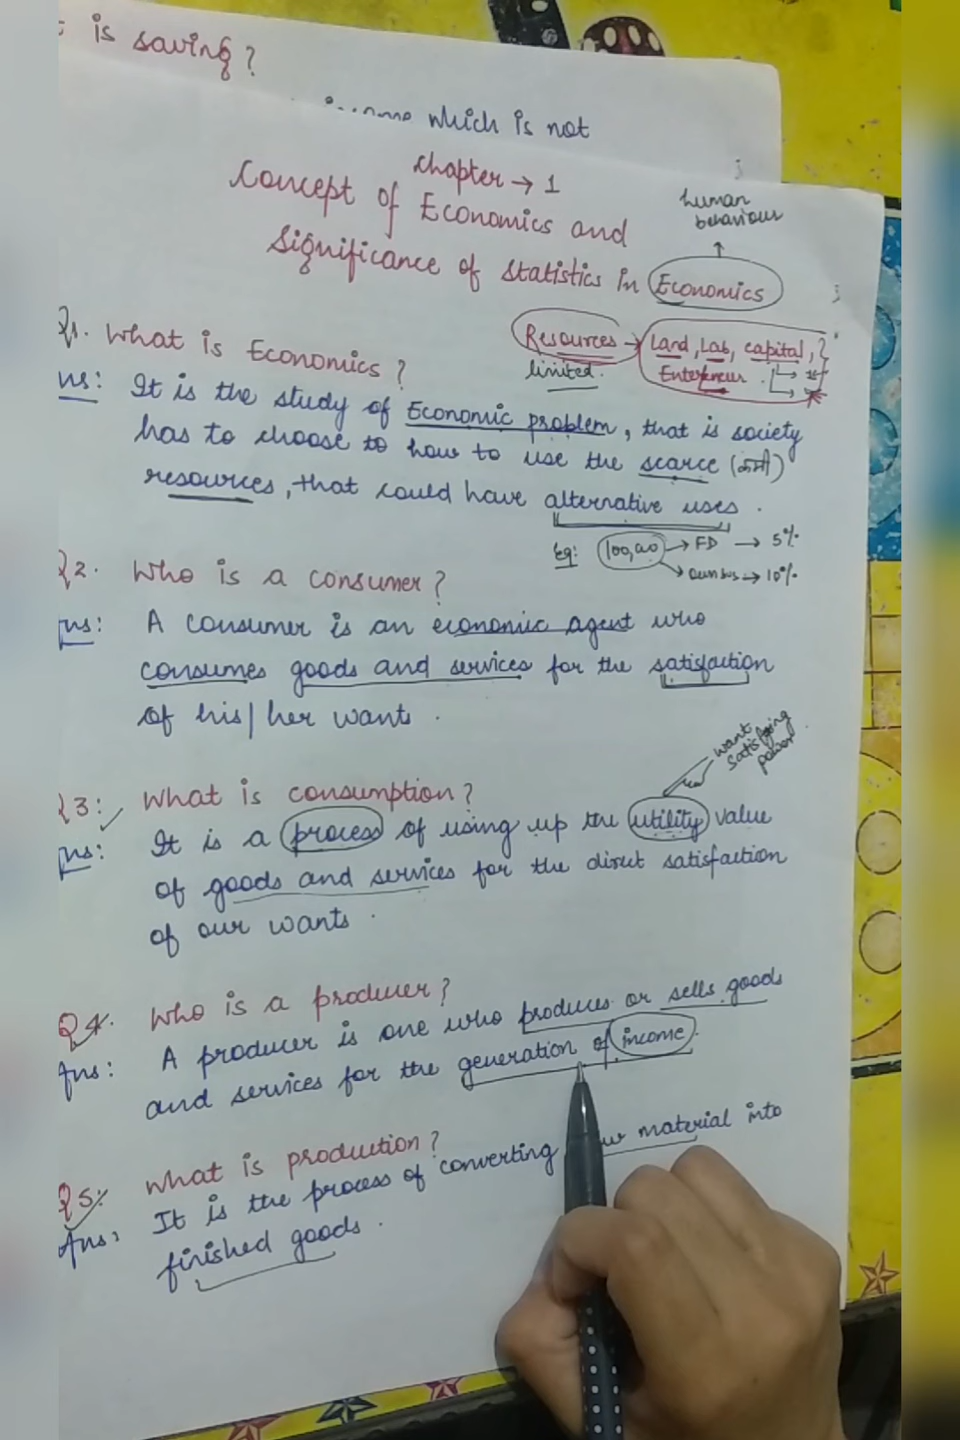 is saving?
which is not
Chapter → 1
Concept of Economics and
Significance of Statistics in Economics
human
behaviour
Resources → Land, Lab, capital,
limited.
Q1. What is Economics?
ns: It is the study of Economic problem, that is society
has to choose to how to use the scarce (कमी)
resources, that could have alternative uses.
Eg: 100,00 → FD → 5%
→ 10%
Q2. Who is a consumer?
ns: A consumer is an economic agent who
consumes goods and services for the satisfaction
of his/her wants.
want
satisfying
power
Q3: What is consumption?
ns: It is a process of using up the utility value
of goods and services for the direct satisfaction
of our wants.
Q4. Who is a producer?
Ans: A producer is one who produces or sells goods
and services for the generation of income.
Q5: What is production?
Ans: It is the process of converting material into
finished goods.